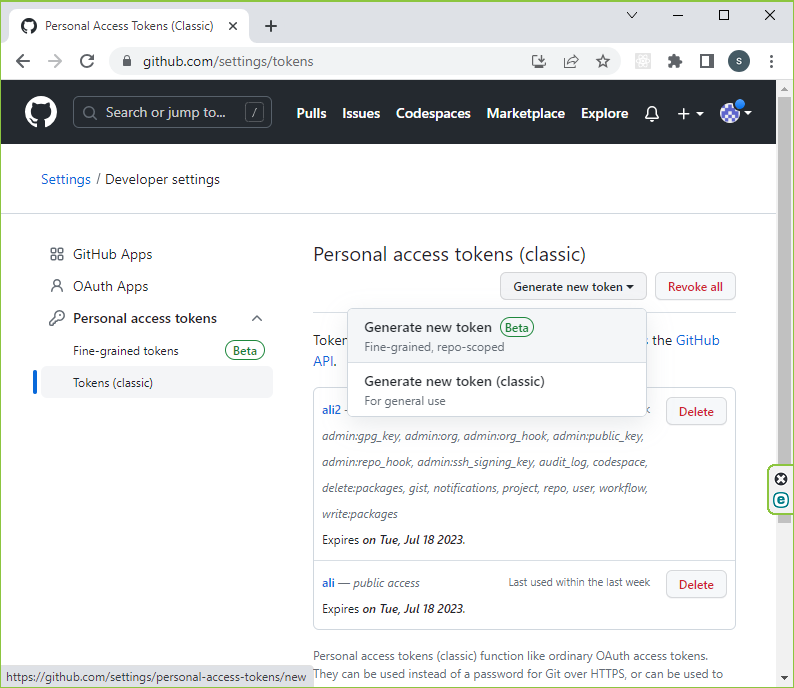 Personal Access Tokens (Classic)
github.com/settings/tokens
S
Search or jump to...
/
Pulls Issues Codespaces Marketplace Explore
Settings / Developer settings
GitHub Apps
OAuth Apps
Personal access tokens
Fine-grained tokens Beta
Tokens (classic)
Personal access tokens (classic)
Generate new token Revoke all
Generate new token Beta
Fine-grained, repo-scoped
Generate new token (classic)
For general use
the GitHub
API.
ali2
Delete
admin:gpg_key, admin:org, admin:org_hook, admin:public_key,
admin:repo_hook, admin:ssh_signing_key, audit_log, codespace,
delete:packages, gist, notifications, project, repo, user, workflow,
write:packages
Expires on Tue, Jul 18 2023.
ali — public access Last used within the last week Delete
Expires on Tue, Jul 18 2023.
Personal access tokens (classic) function like ordinary OAuth access tokens.
They can be used instead of a password for Git over HTTPS, or can be used to
https://github.com/settings/personal-access-tokens/new